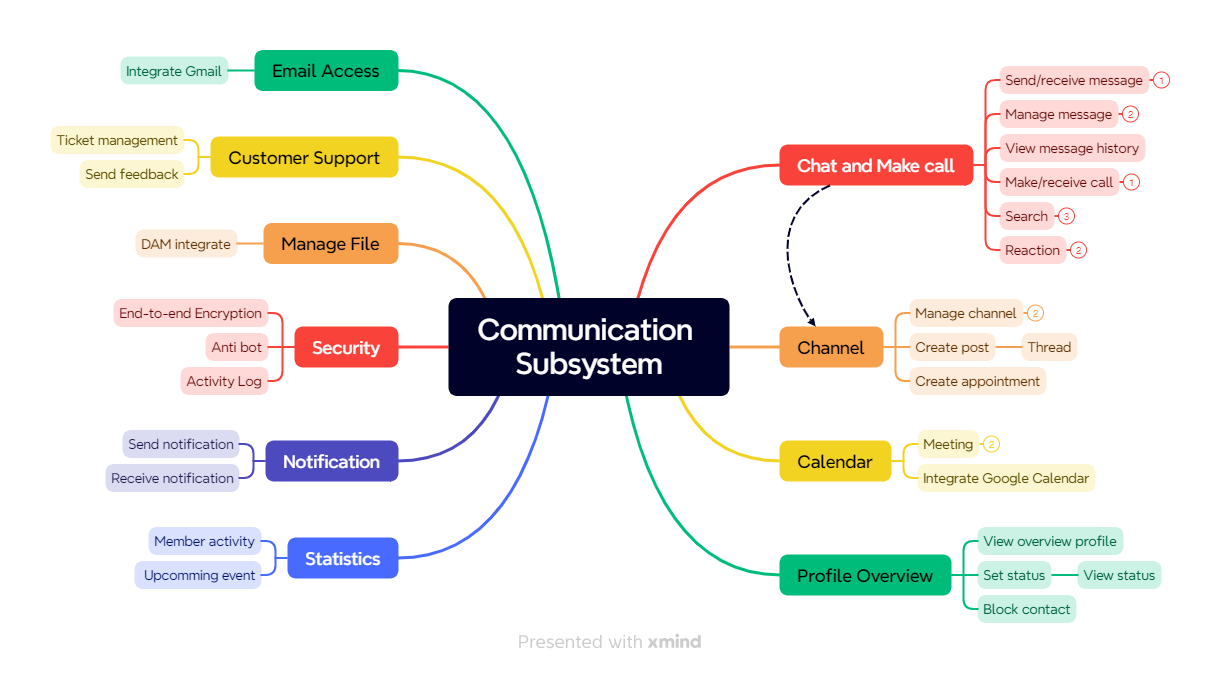 Email Access
Integrate Gmail
Customer Support
Ticket management
Send feedback
Manage File
DAM integrate
Security
End-to-end Encryption
Anti bot
Activity Log
Notification
Send notification
Receive notification
Statistics
Member activity
Upcomming event
Communication
Subsystem
Chat and Make call
Send/receive message 1
Manage message 2
View message history
Make/receive call 1
Search 3
Reaction 2
Channel
Manage channel 2
Create post
Thread
Create appointment
Calendar
Meeting 2
Integrate Google Calendar
Profile Overview
View overview profile
Set status
View status
Block contact
Presented with xmind